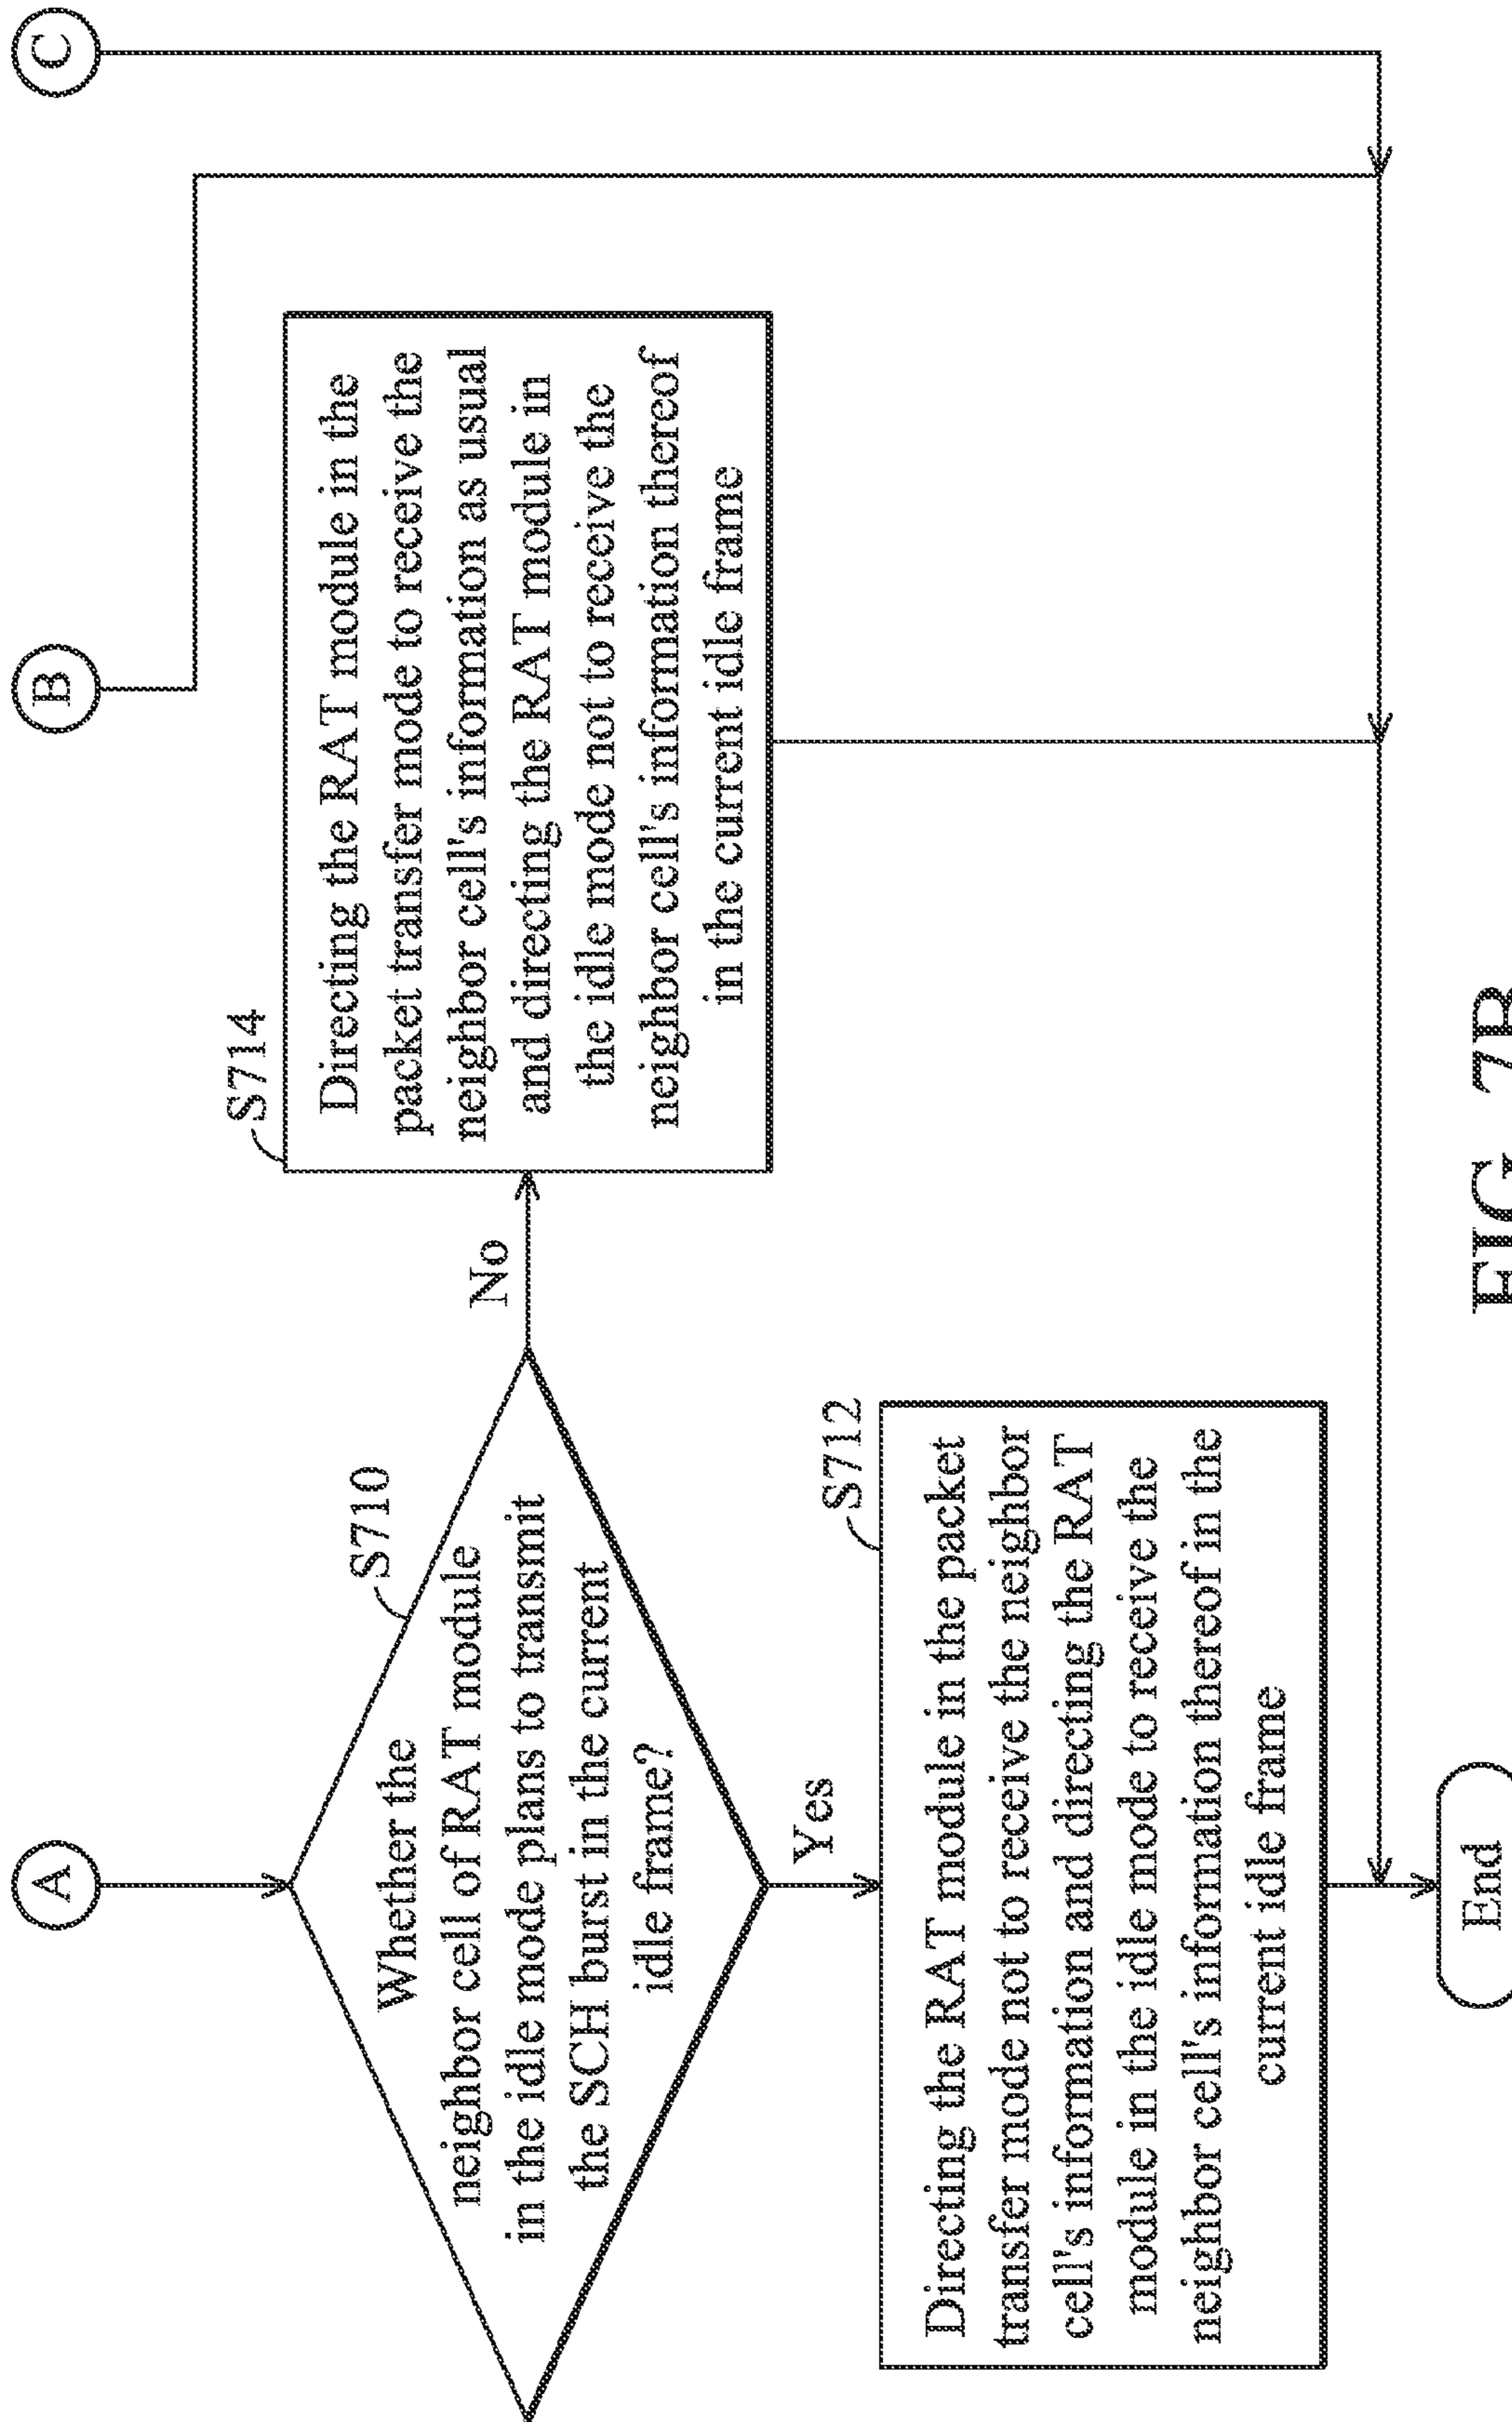 A
B
C
S710
Whether the
neighbor cell of RAT module
in the idle mode plans to transmit
the SCH burst in the current
idle frame?
No
S714
Directing the RAT module in the
packet transfer mode to receive the
neighbor cell's information as usual
and directing the RAT module in
the idle mode not to receive the
neighbor cell's information thereof
in the current idle frame
Yes
S712
Directing the RAT module in the packet
transfer mode not to receive the neighbor
cell's information and directing the RAT
module in the idle mode to receive the
neighbor cell's information thereof in the
current idle frame
End
FIG. 7B